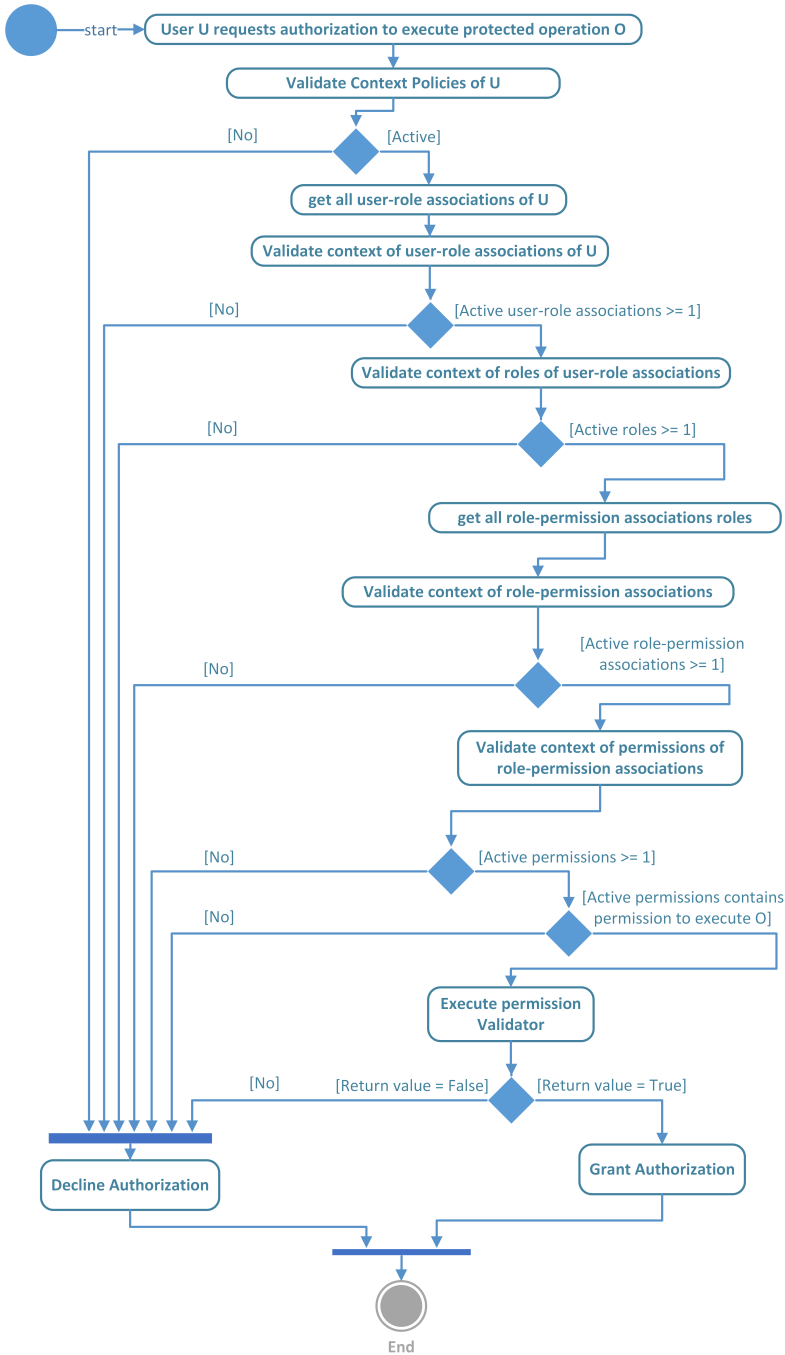 start
User U requests authorization to execute protected operation O
Validate Context Policies of U
[No]
[Active]
get all user-role associations of U
Validate context of user-role associations of U
[No]
[Active user-role associations >= 1]
Validate context of roles of user-role associations
[No]
[Active roles >= 1]
get all role-permission associations roles
Validate context of role-permission associations
[Active role-permission
associations >= 1]
[No]
Validate context of permissions of
role-permission associations
[No]
[Active permissions >= 1]
[Active permissions contains
permission to execute O]
[No]
Execute permission
Validator
[No]
[Return value = False]
[Return value = True]
Decline Authorization
Grant Authorization
End